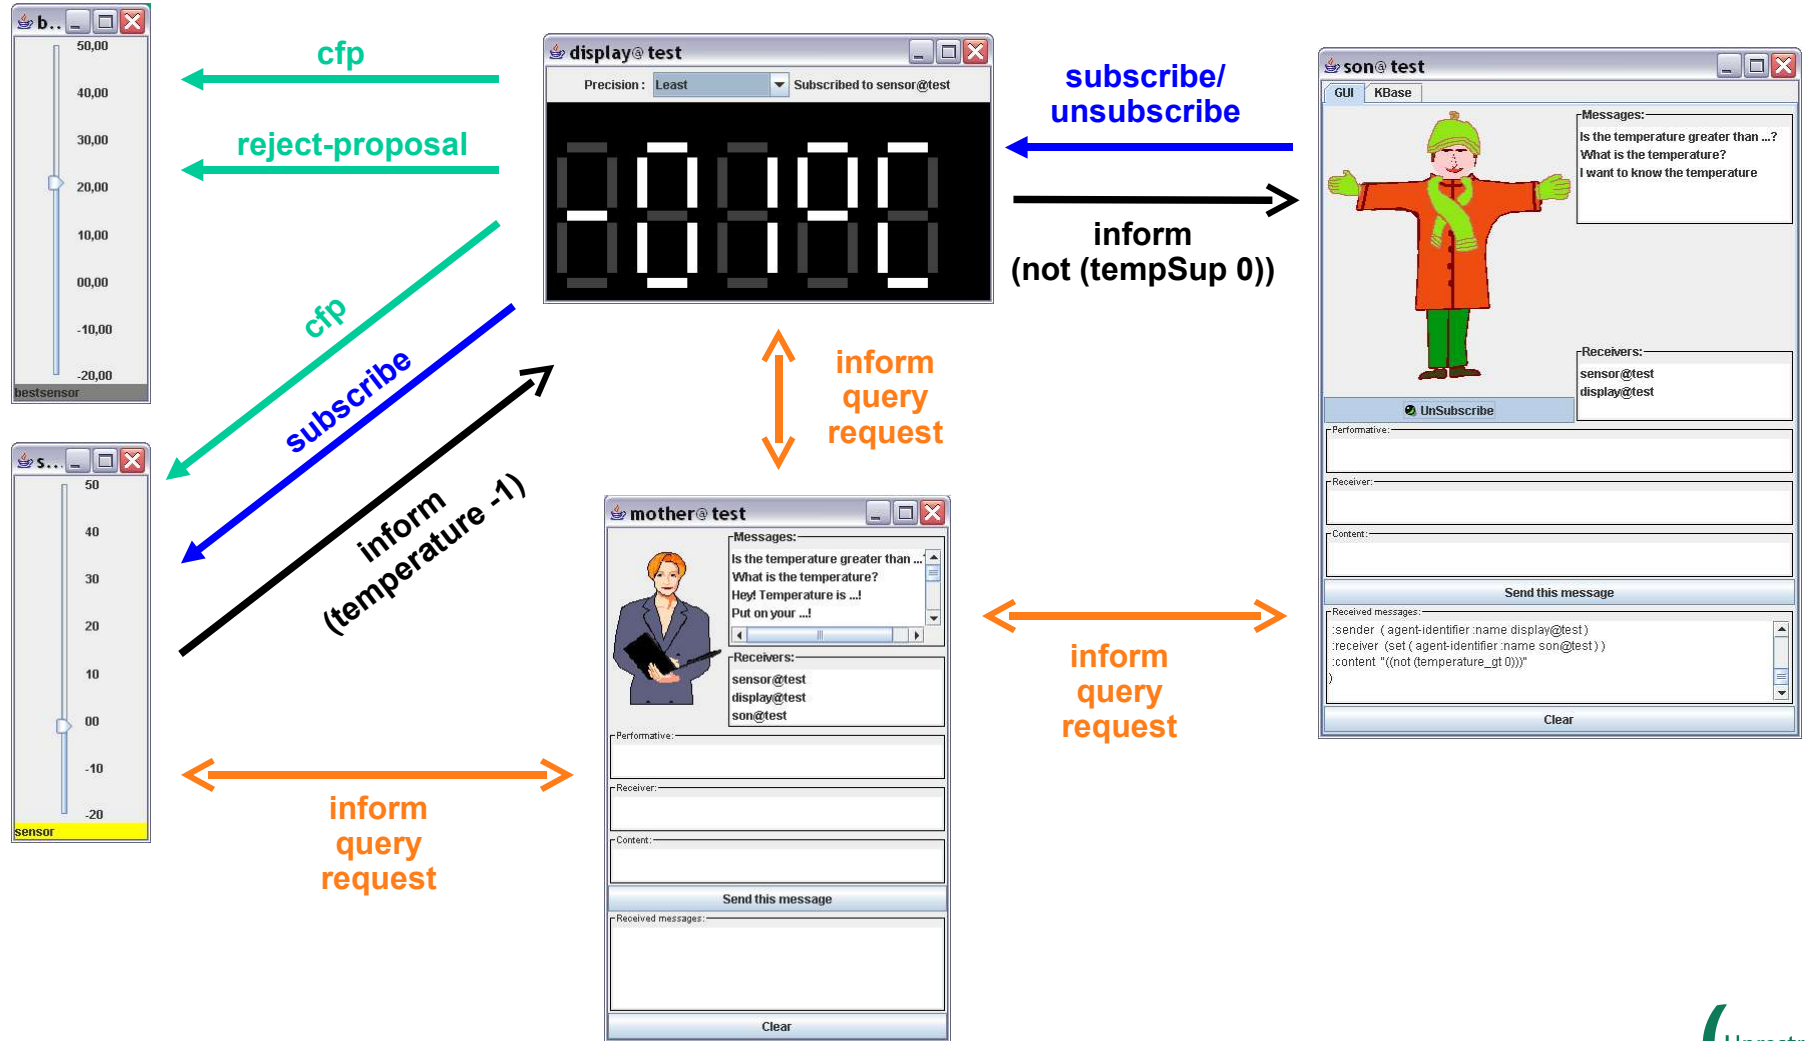 b...
50,00
40,00
30,00
20,00
10,00
00,00
-10,00
-20,00
bestsensor
cfp
reject-proposal
cfp
subscribe
inform
(temperature -1)
display@test
Precision : Least Subscribed to sensor@test
-01°C
subscribe/
unsubscribe
inform
(not (tempSup 0))
son@test
GUI KBase
Messages:
Is the temperature greater than ...?
What is the temperature?
I want to know the temperature
Receivers:
sensor@test
display@test
UnSubscribe
Performative:
Receiver:
Content:
Send this message
Received messages:
:sender ( agent-identifier :name display@test )
:receiver (set ( agent-identifier :name son@test ) )
:content "((not (temperature_gt 0)))"
)
Clear
s...
50
40
30
20
10
00
-10
-20
sensor
inform
query
request
mother@test
Messages:
Is the temperature greater than ...
What is the temperature?
Hey! Temperature is ...!
Put on your ...!
Receivers:
sensor@test
display@test
son@test
Performative:
Receiver:
Content:
Send this message
Received messages:
Clear
inform
query
request
inform
query
request